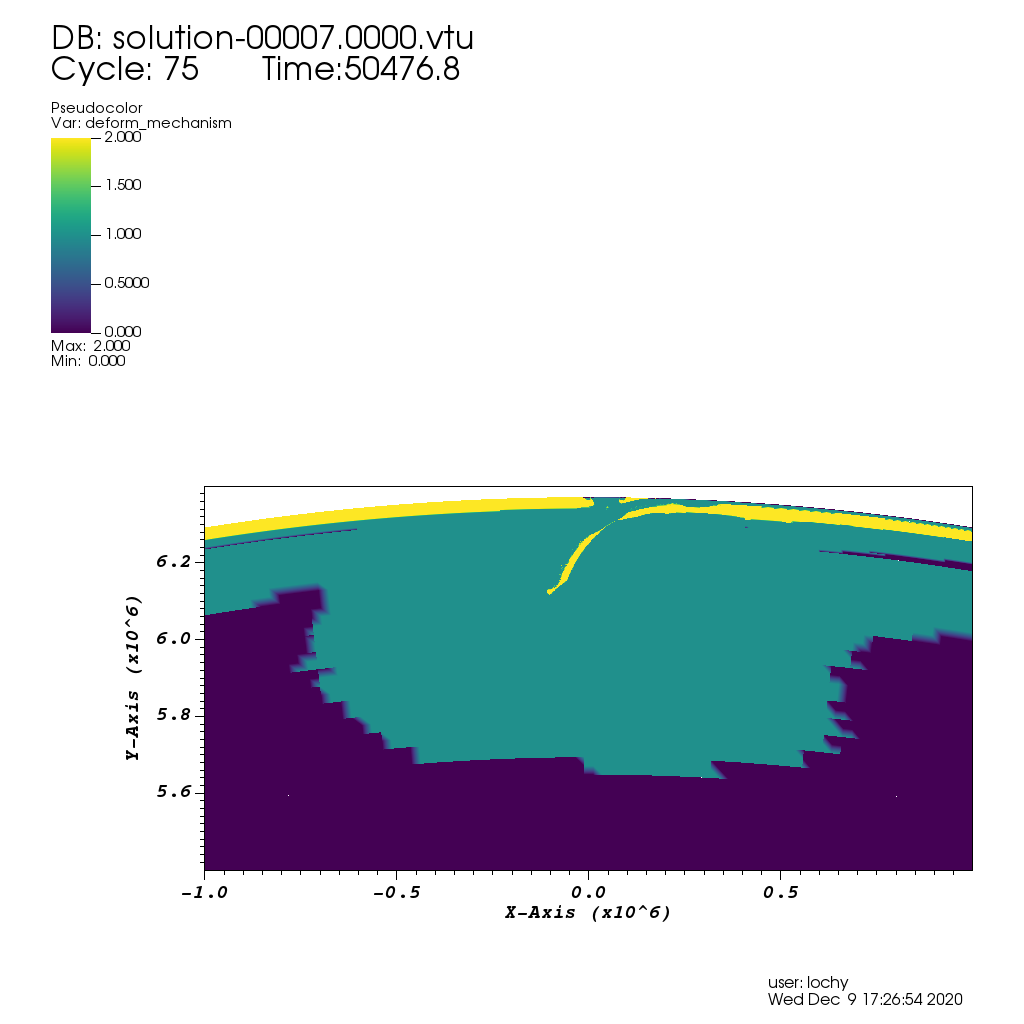 DB: solution-00007.0000.vtu
Cycle: 75 Time:50476.8
Pseudocolor
Var: deform_mechanism
2.000
1.500
1.000
0.5000
0.000
Max: 2.000
Min: 0.000
6.2
6.0
5.8
5.6
Y-Axis (x10^6)
-1.0 -0.5 0.0 0.5
X-Axis (x10^6)
user: lochy
Wed Dec 9 17:26:54 2020